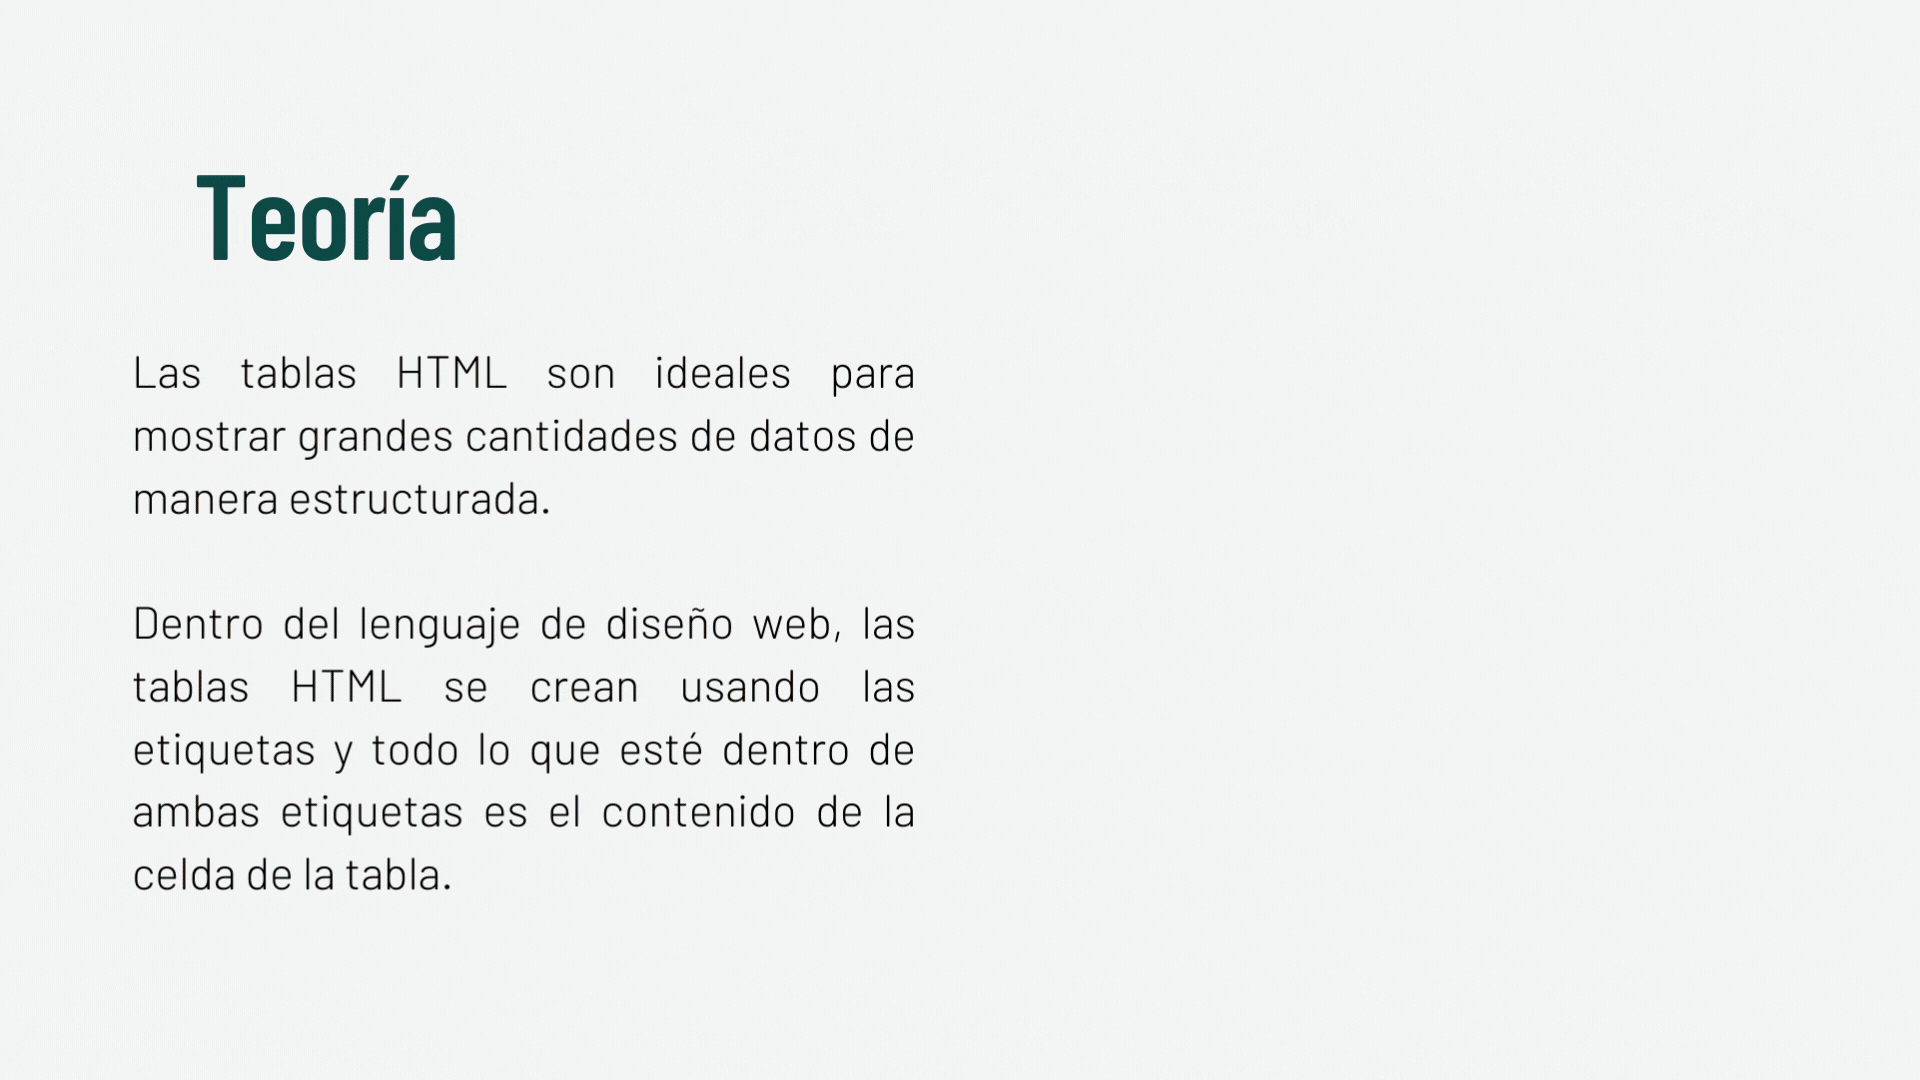 Teoría
Las tablas HTML son ideales para
mostrar grandes cantidades de datos de
manera estructurada.
Dentro del lenguaje de diseño web, las
tablas HTML se crean usando las
etiquetas y todo lo que esté dentro de
ambas etiquetas es el contenido de la
celda de la tabla.